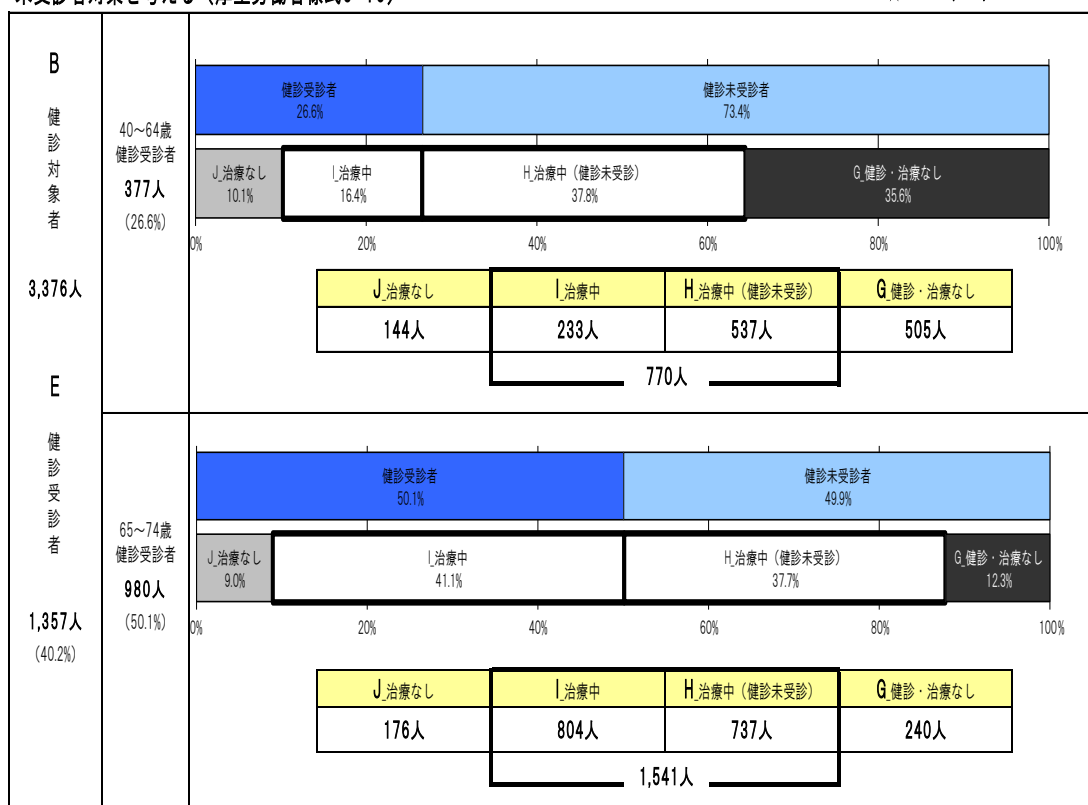 B
健
診
対
象
者
3,376人
E
健
診
受
診
者
1,357人
(40.2%)
40～64歳
健診受診者
377人
(26.6%)
健診受診者
26.6%
健診未受診者
73.4%
J_治療なし
10.1%
I_治療中
16.4%
H_治療中（健診未受診）
37.8%
G_健診・治療なし
35.6%
0% 20% 40% 60% 80% 100%
J_治療なし I_治療中 H_治療中（健診未受診） G_健診・治療なし
144人 233人 537人 505人
770人
65～74歳
健診受診者
980人
(50.1%)
健診受診者
50.1%
健診未受診者
49.9%
J_治療なし
9.0%
I_治療中
41.1%
H_治療中（健診未受診）
37.7%
G_健診・治療なし
12.3%
0% 20% 40% 60% 80% 100%
J_治療なし I_治療中 H_治療中（健診未受診） G_健診・治療なし
176人 804人 737人 240人
1,541人